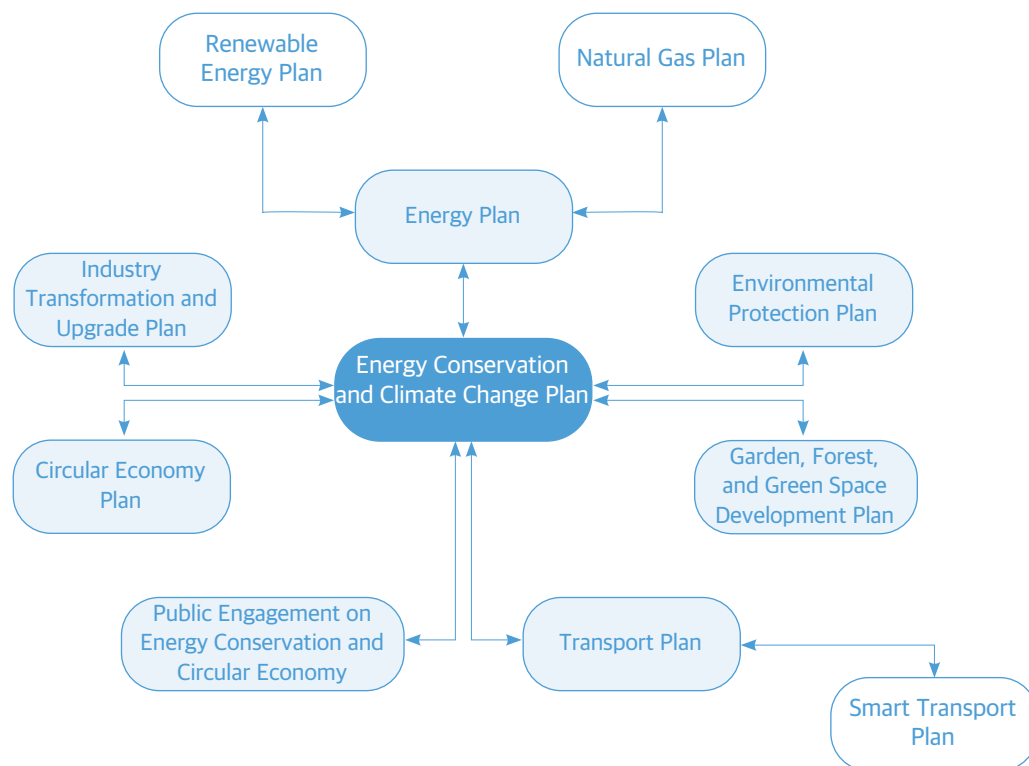 Renewable
Energy Plan
Natural Gas Plan
Energy Plan
Industry
Transformation and
Upgrade Plan
Environmental
Protection Plan
Energy Conservation
and Climate Change Plan
Circular Economy
Plan
Garden, Forest,
and Green Space
Development Plan
Public Engagement on
Energy Conservation and
Circular Economy
Transport Plan
Smart Transport
Plan